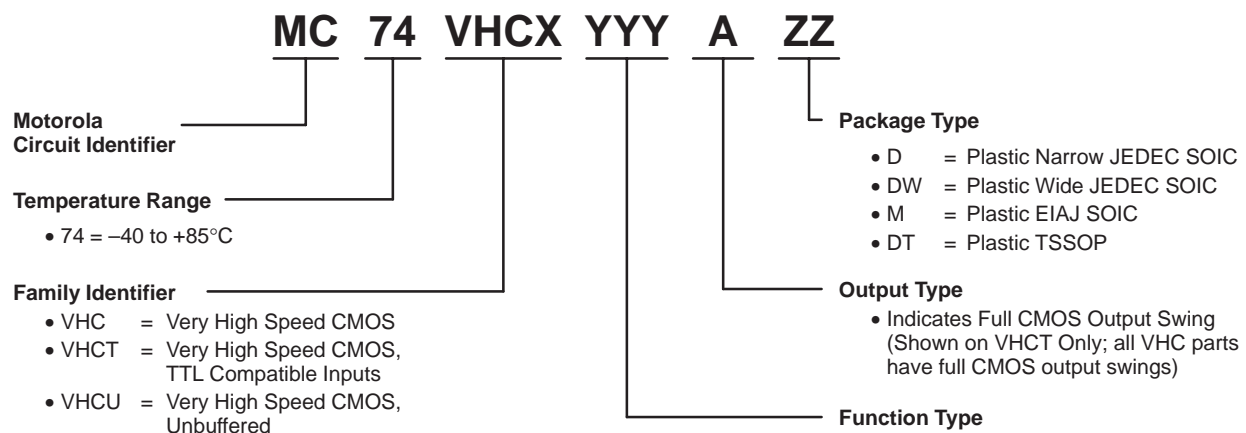 MC 74 VHCX YYY A ZZ
Motorola
Circuit Identifier
Temperature Range
• 74 = –40 to +85°C
Family Identifier
• VHC = Very High Speed CMOS
• VHCT = Very High Speed CMOS,
TTL Compatible Inputs
• VHCU = Very High Speed CMOS,
Unbuffered
Package Type
• D = Plastic Narrow JEDEC SOIC
• DW = Plastic Wide JEDEC SOIC
• M = Plastic EIAJ SOIC
• DT = Plastic TSSOP
Output Type
• Indicates Full CMOS Output Swing
(Shown on VHCT Only; all VHC parts
have full CMOS output swings)
Function Type